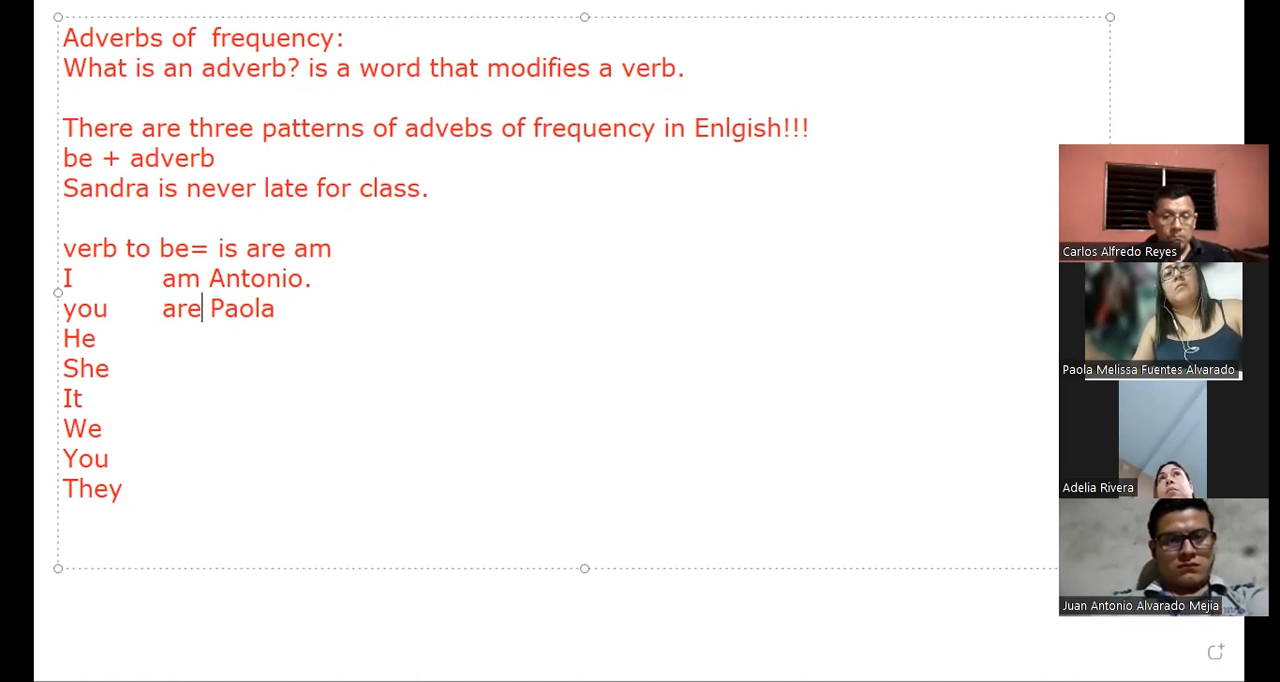 Adverbs of frequency:
What is an adverb? is a word that modifies a verb.
There are three patterns of advebs of frequency in Enlgish!!!
be + adverb
Sandra is never late for class.
verb to be= is are am
I am Antonio.
you are Paola
He
She
It
We
You
They
Carlos Alfredo Reyes
Paola Melissa Fuentes Alvarado
Adelia Rivera
Juan Antonio Alvarado Mejia